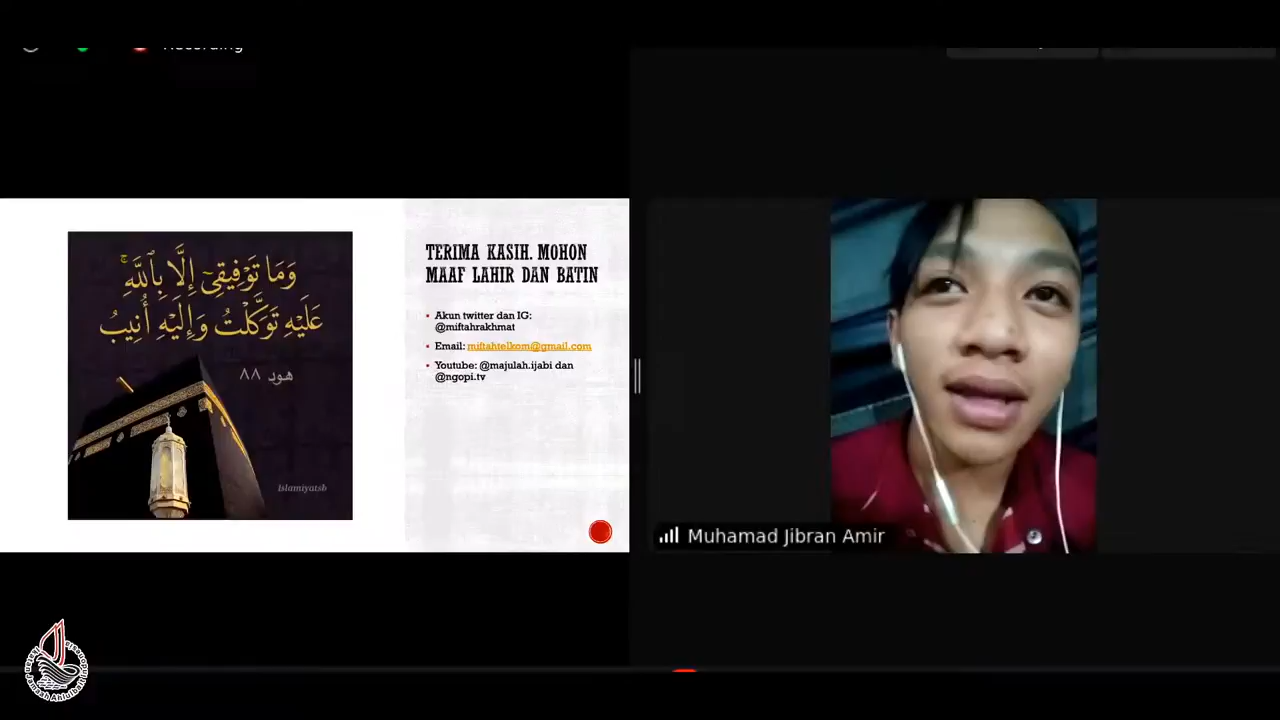 Recording
وَمَا تَوْفِيقِىٓ إِلَّا بِٱللَّهِ ۚ
عَلَيْهِ تَوَكَّلْتُ وَإِلَيْهِ أُنِيبُ
هود ٨٨
islamiyatsb
TERIMA KASIH. MOHON
MAAF LAHIR DAN BATIN
Akun twitter dan IG:
@miftahrakhmat
Email: miftahtelkom@gmail.com
Youtube: @majulah.ijabi dan
@ngopi.tv
Muhamad Jibran Amir